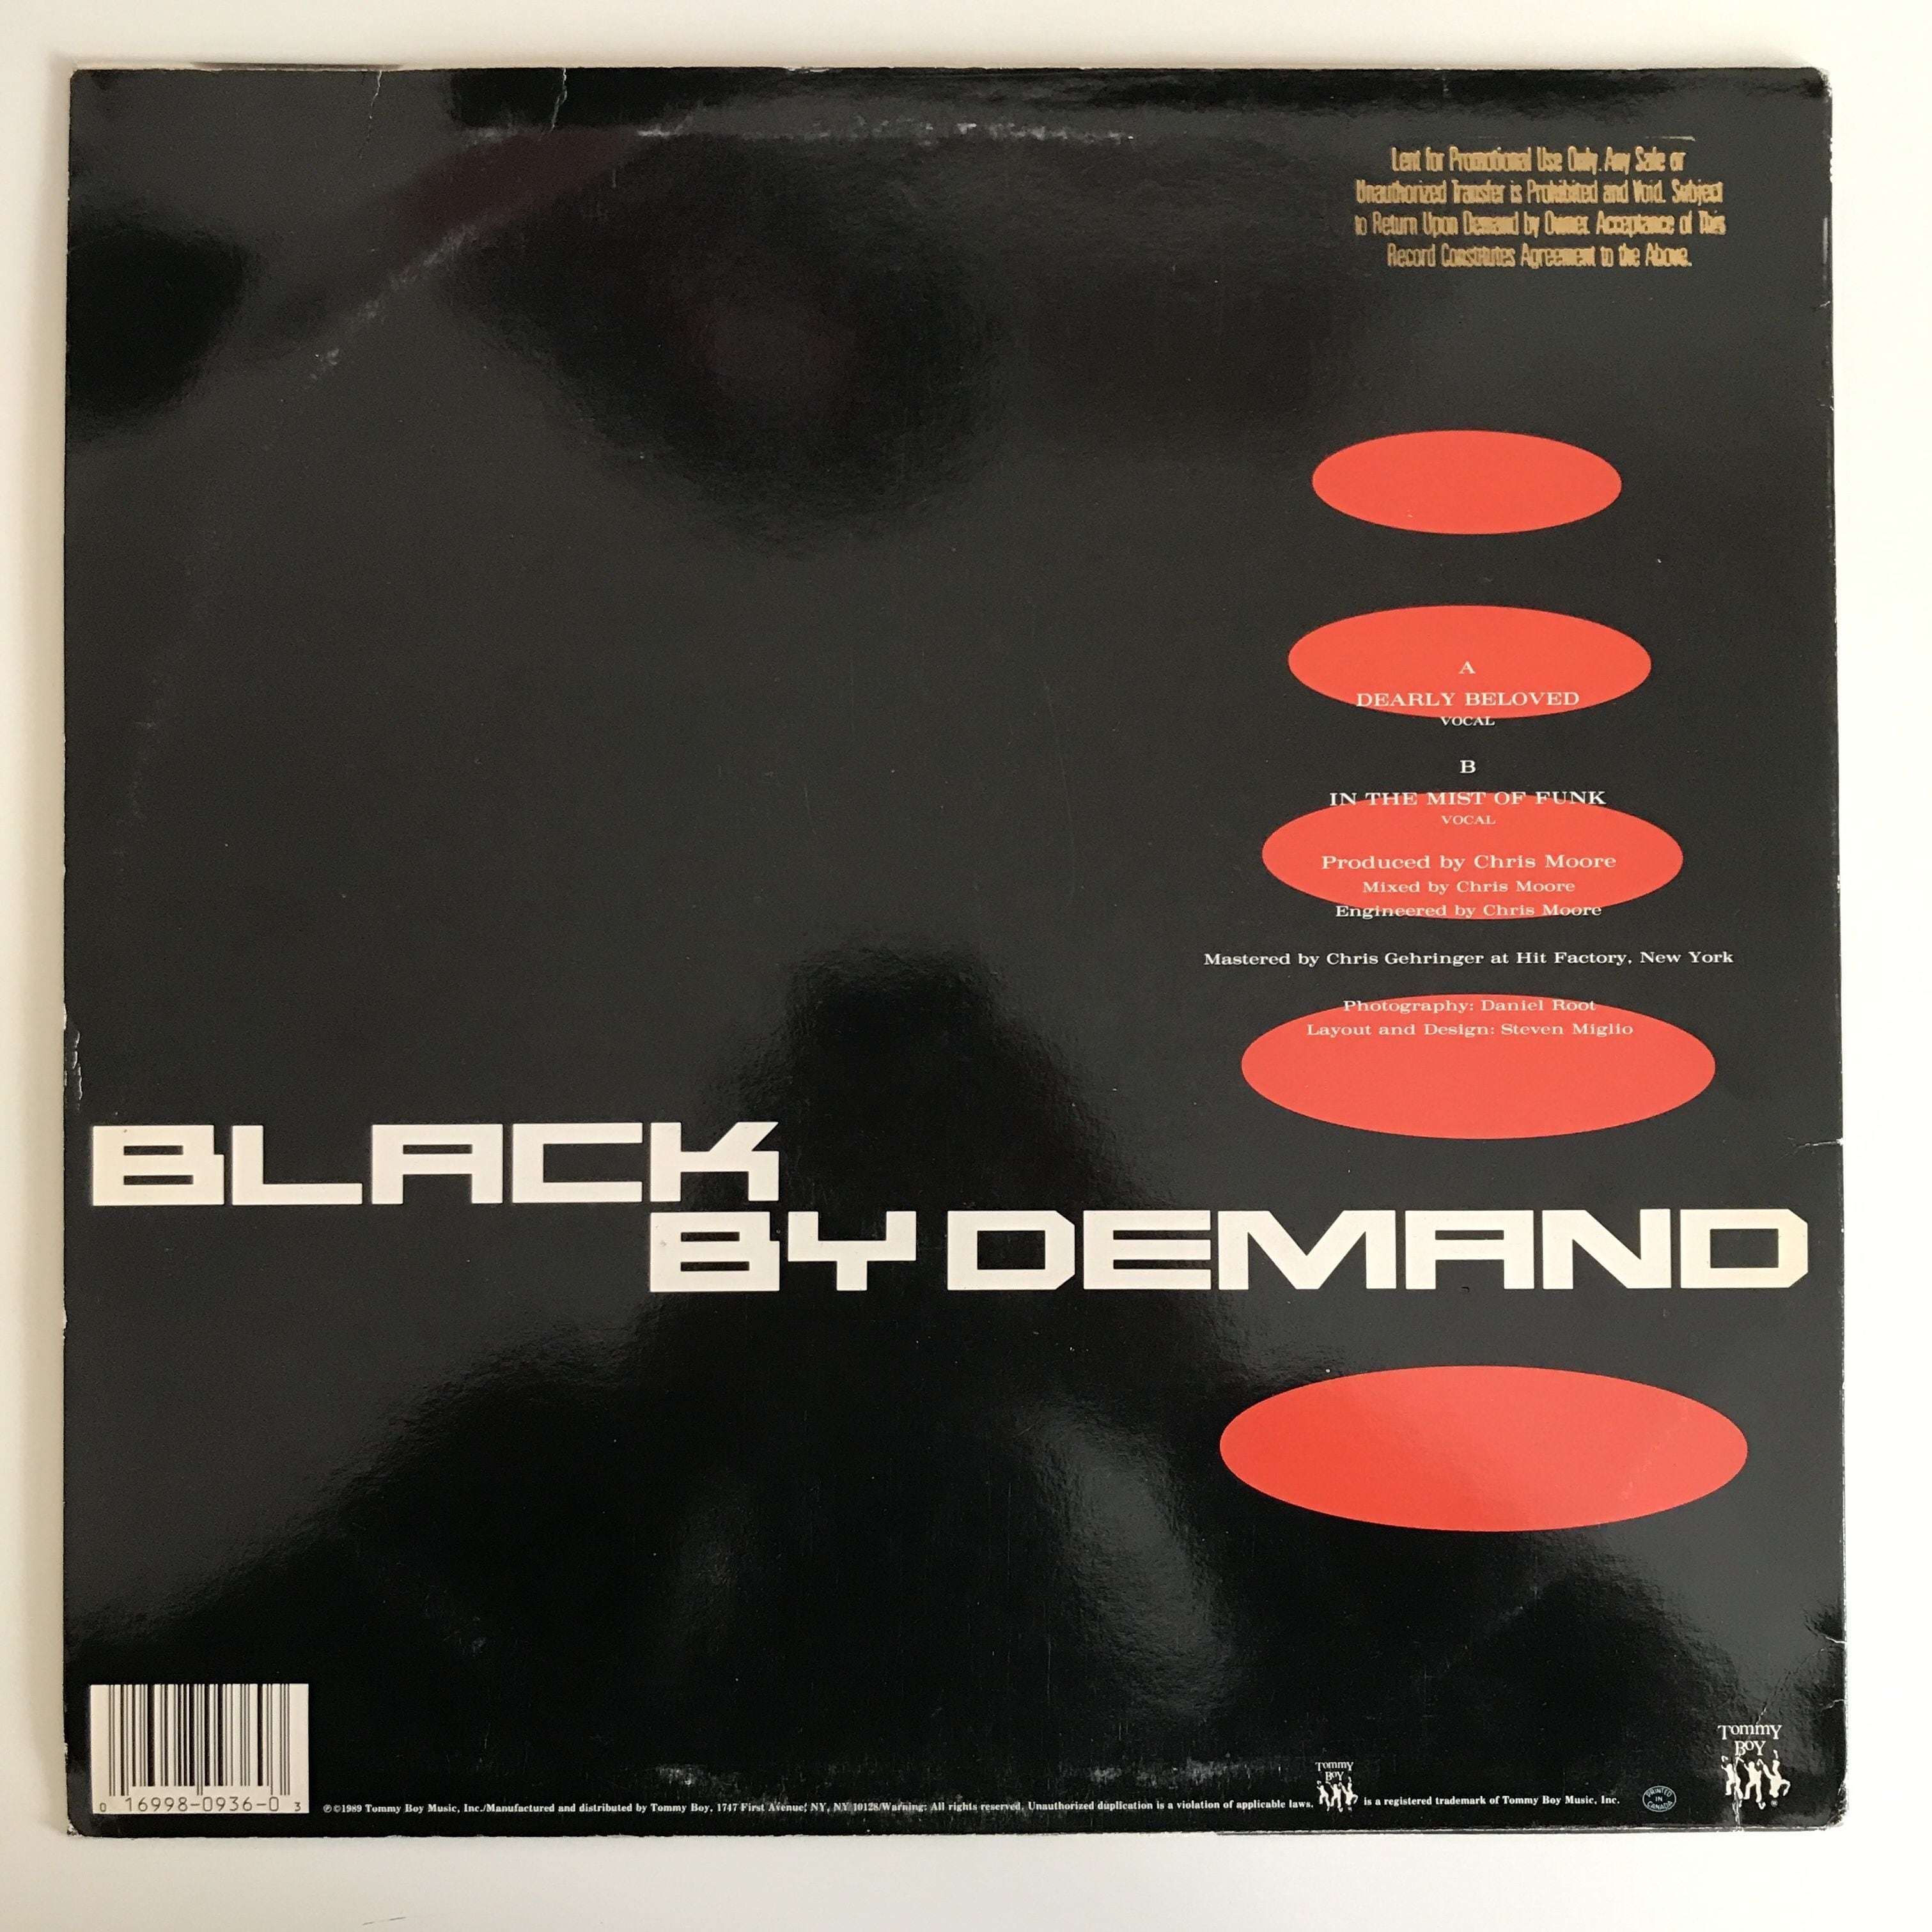 Lent for Promotional Use Only. Any Sale or
Unauthorized Transfer is Prohibited and Void. Subject
to Return Upon Demand by Owner. Acceptance of This
Record Constitutes Agreement to the Above.
A
DEARLY BELOVED
VOCAL
B
IN THE MIST OF FUNK
VOCAL
Produced by Chris Moore
Mixed by Chris Moore
Engineered by Chris Moore
Mastered by Chris Gehringer at Hit Factory, New York
Photography: Daniel Root
Layout and Design: Steven Miglio
BLACK
BY DEMAND
0 16998-0936-0 3
℗©1989 Tommy Boy Music, Inc./Manufactured and distributed by Tommy Boy, 1747 First Avenue, NY, NY 10128/Warning: All rights reserved. Unauthorized duplication is a violation of applicable laws. Tommy Boy is a registered trademark of Tommy Boy Music, Inc.
PRINTED
IN
CANADA
Tommy
Boy
®